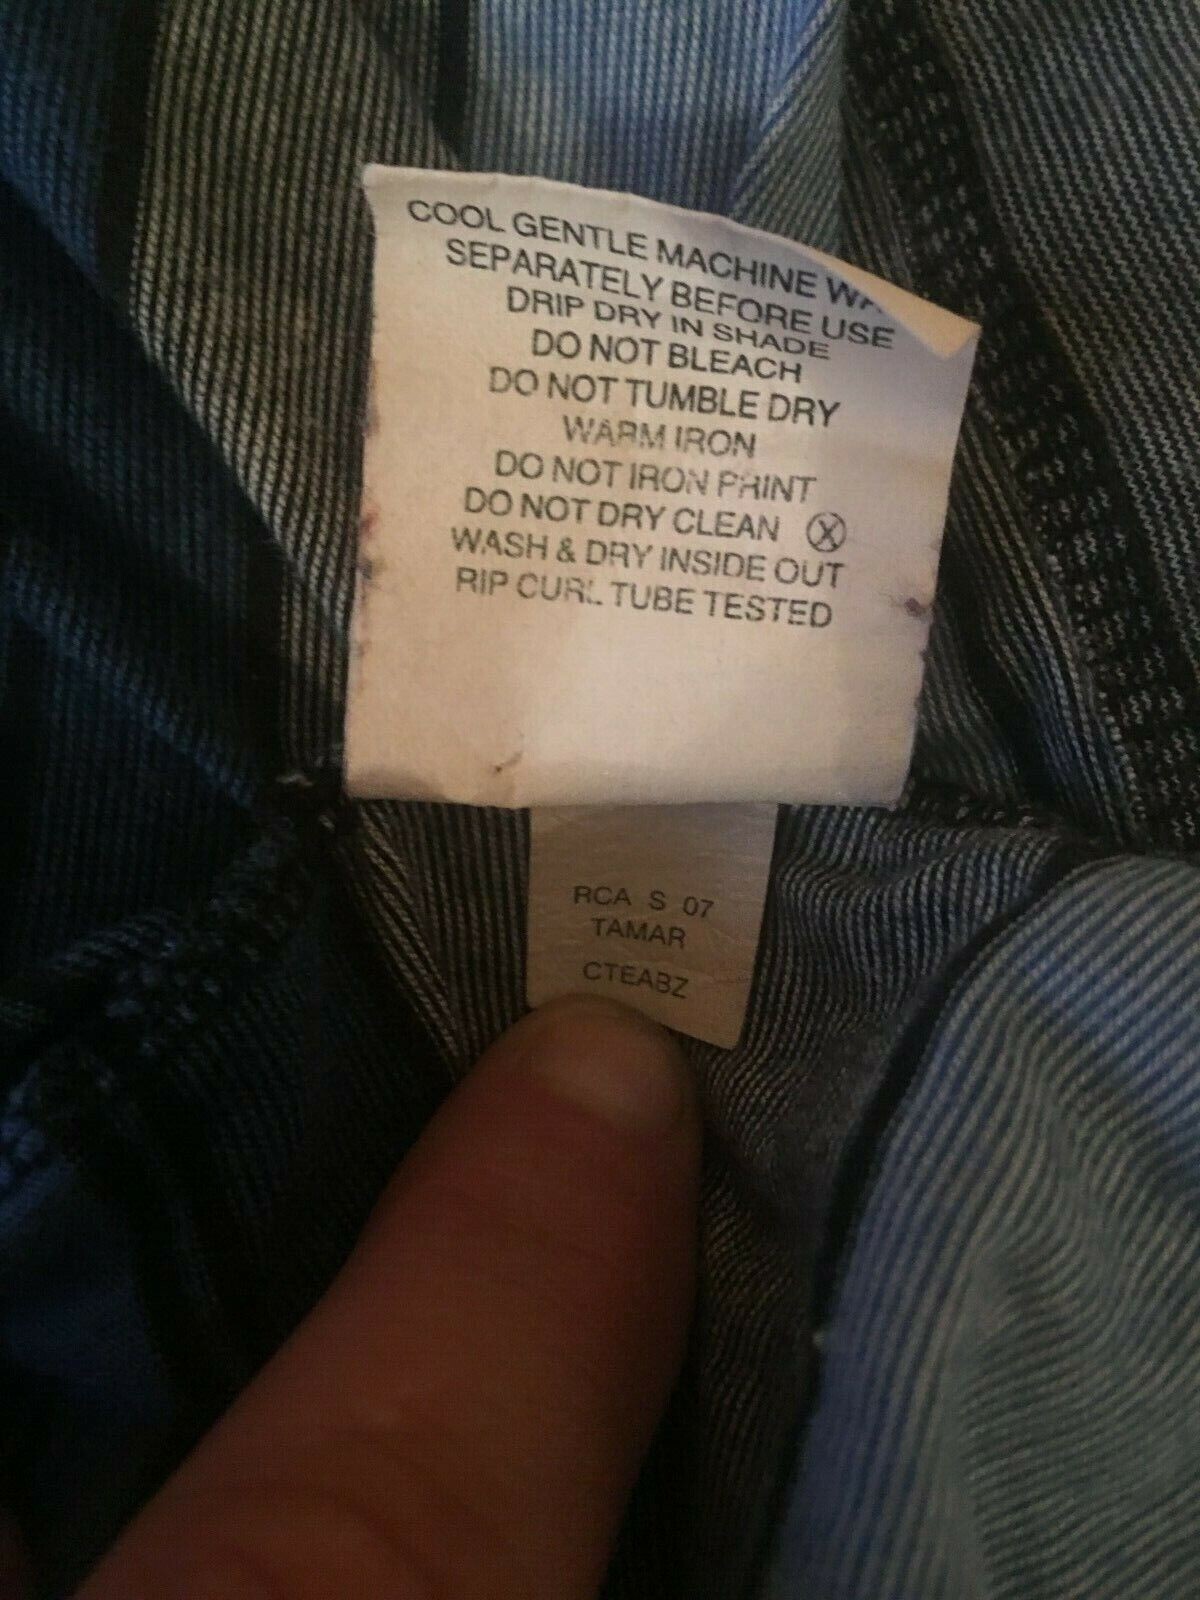 COOL GENTLE MACHINE
SEPARATELY BEFORE USE
DRIP DRY IN SHADE
DO NOT BLEACH
DO NOT TUMBLE DRY
WARM IRON
DO NOT IRON PRINT
DO NOT DRY CLEAN Ⓧ
WASH & DRY INSIDE OUT
RIP CURL TUBE TESTED
RCA S 07
TAMAR
CTEABZ